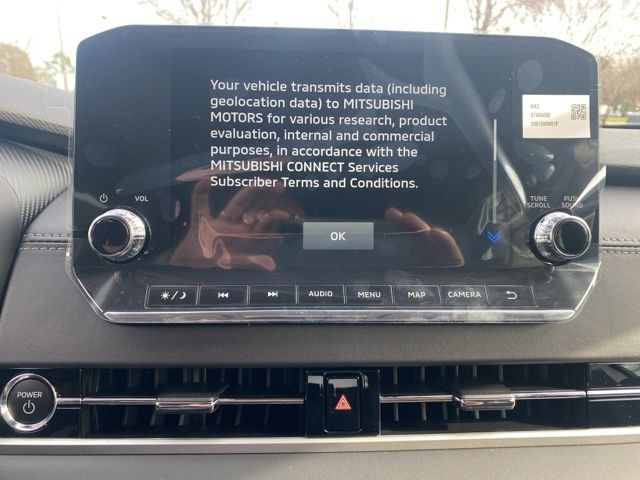 Your vehicle transmits data (including
geolocation data) to MITSUBISHI
MOTORS for various research, product
evaluation, internal and commercial
purposes, in accordance with the
MITSUBISHI CONNECT Services
Subscriber Terms and Conditions.
OK
NAS
VOL
TUNE
SCROLL
PUSH
SOUND
AUDIO
MENU
MAP
CAMERA
POWER